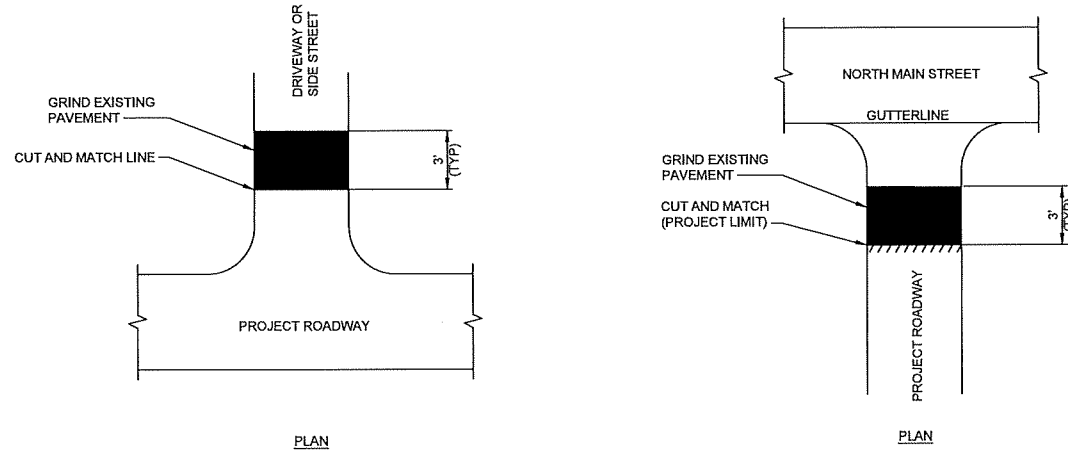 DRIVEWAY OR
SIDE STREET
GRIND EXISTING
PAVEMENT
CUT AND MATCH LINE
3'
(TYP)
PROJECT ROADWAY
PLAN
NORTH MAIN STREET
GUTTERLINE
GRIND EXISTING
PAVEMENT
CUT AND MATCH
(PROJECT LIMIT)
3'
(TYP)
PROJECT ROADWAY
PLAN